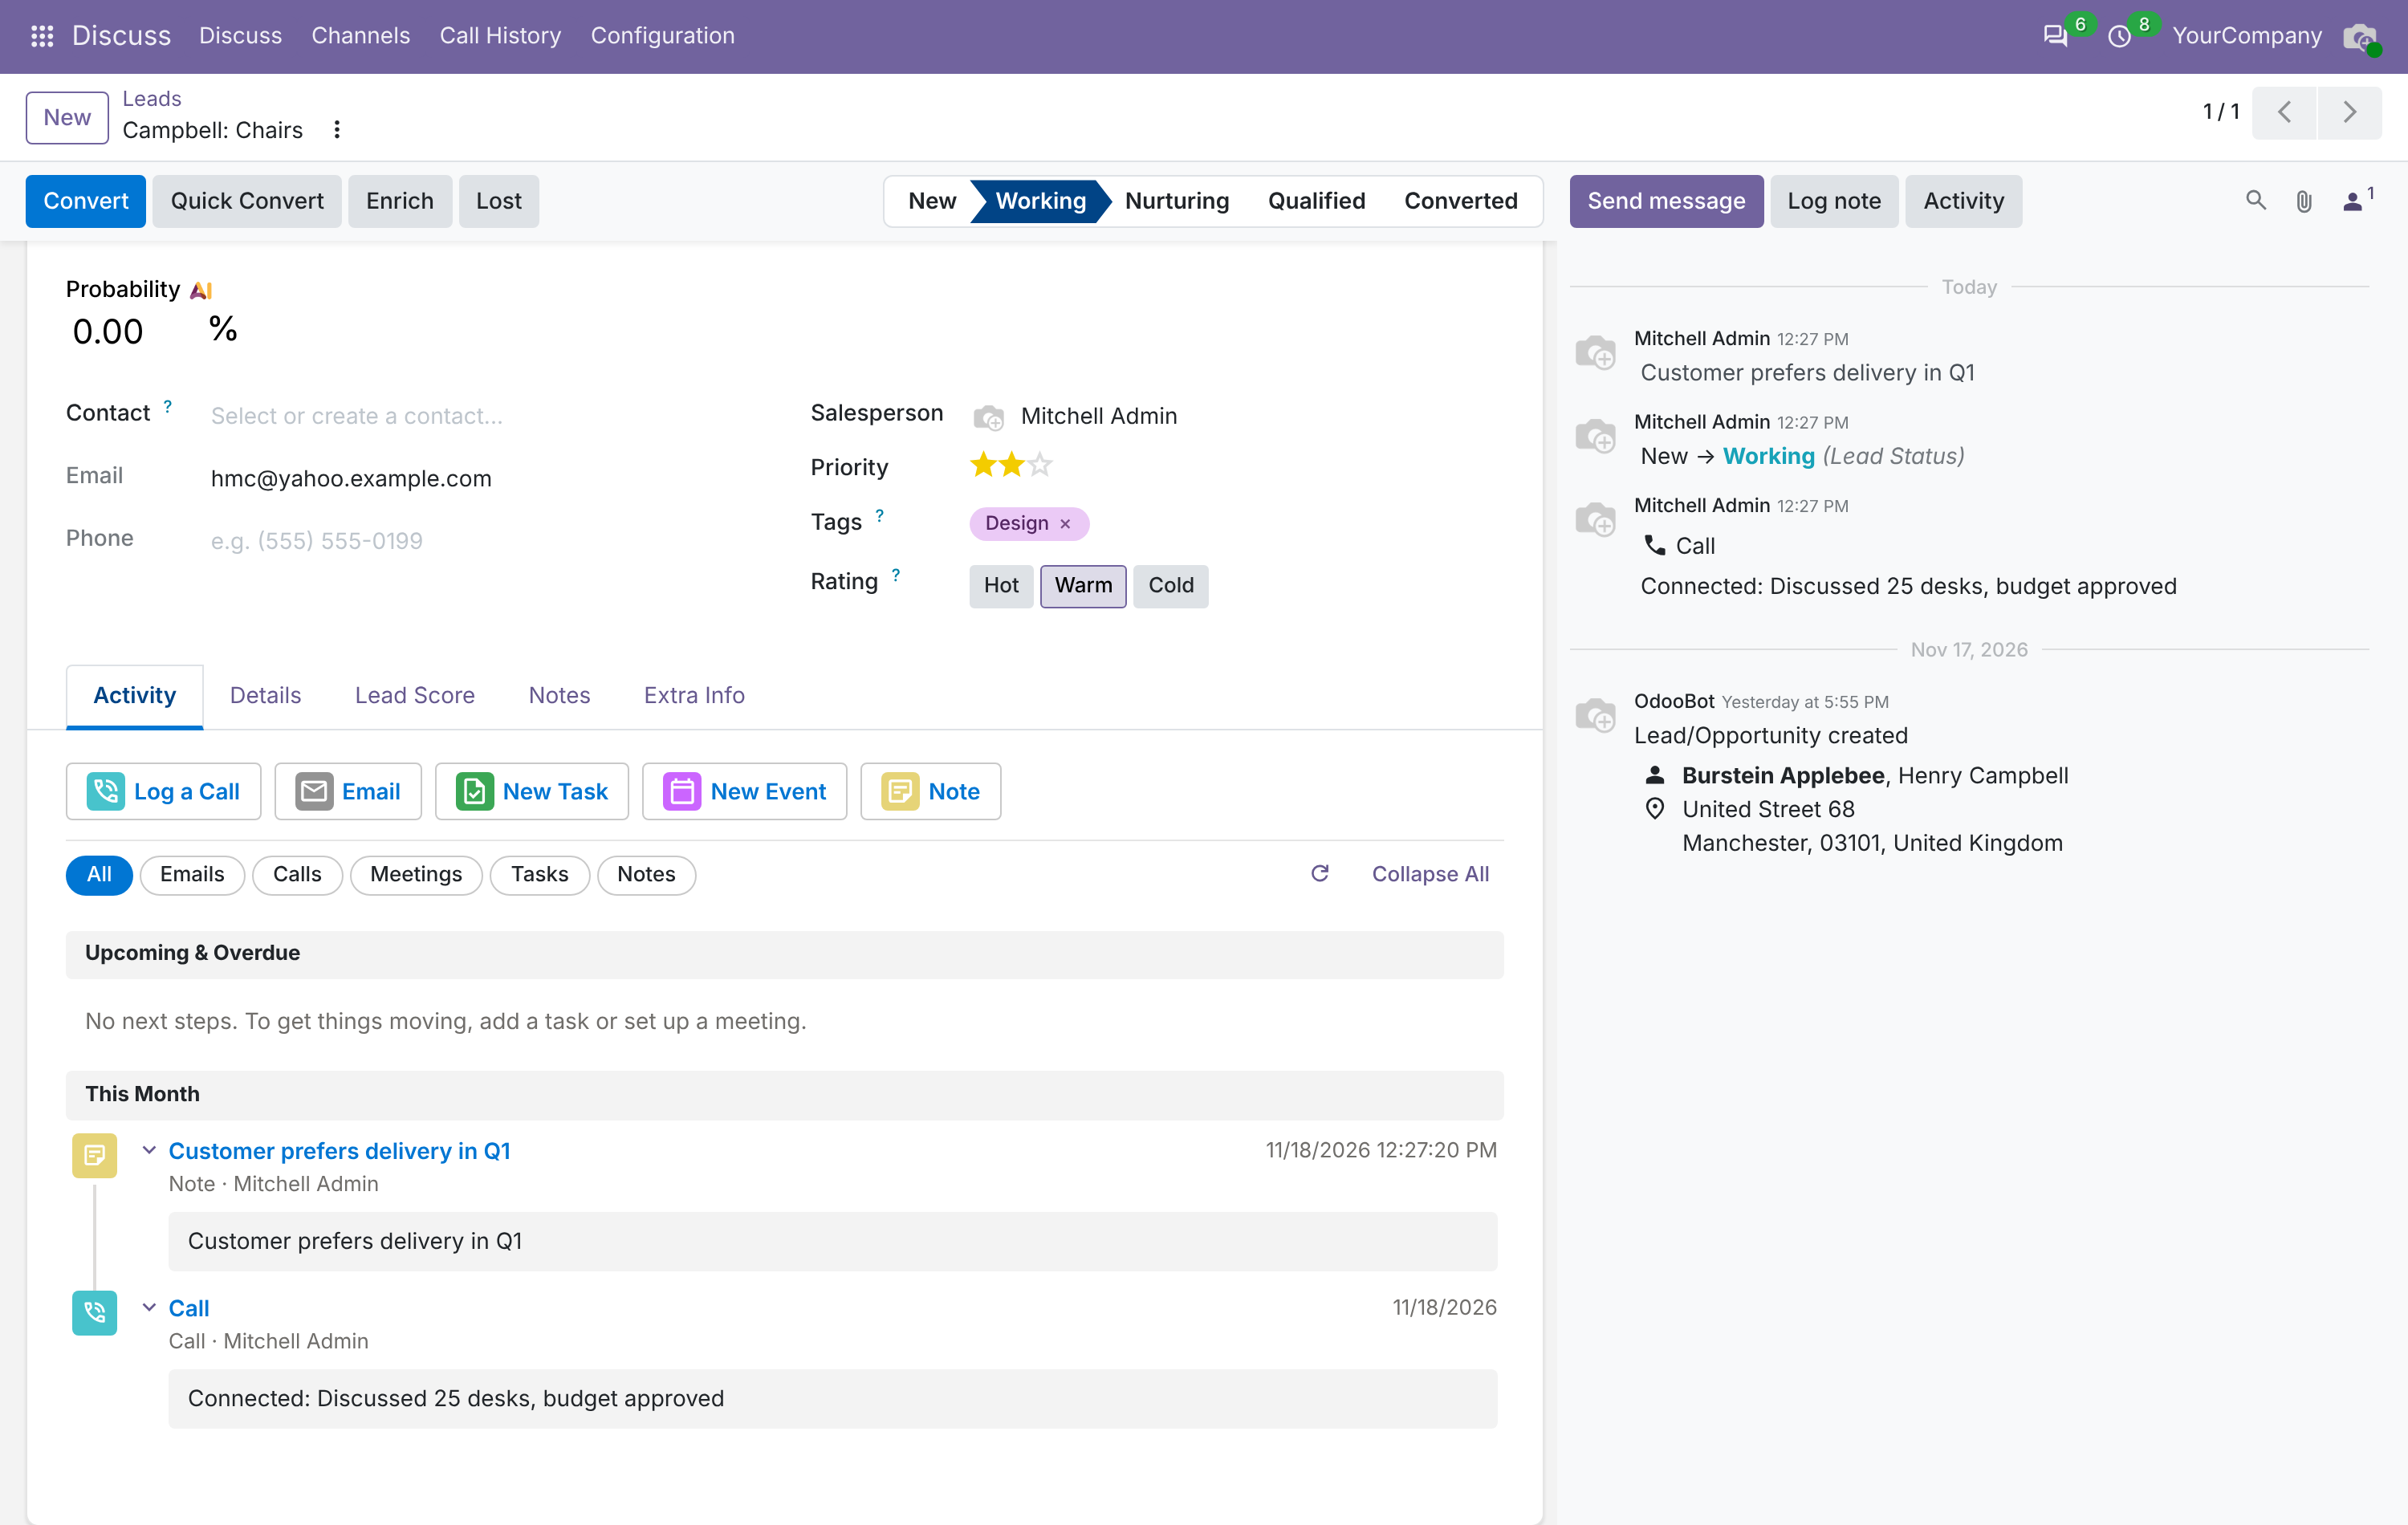 Discuss Discuss Channels Call History Configuration 6 8 YourCompany
New
Leads
Campbell: Chairs
1 / 1
Convert Quick Convert Enrich Lost
New Working Nurturing Qualified Converted
Send message Log note Activity 1
Probability AI
0.00 %
Contact ? Select or create a contact...
Email hmc@yahoo.example.com
Phone e.g. (555) 555-0199
Salesperson Mitchell Admin
Priority
Tags ? Design ×
Rating ? Hot Warm Cold
Activity Details Lead Score Notes Extra Info
Log a Call Email New Task New Event Note
All Emails Calls Meetings Tasks Notes Collapse All
Upcoming & Overdue
No next steps. To get things moving, add a task or set up a meeting.
This Month
Customer prefers delivery in Q1 11/18/2026 12:27:20 PM
Note · Mitchell Admin
Customer prefers delivery in Q1
Call 11/18/2026
Call · Mitchell Admin
Connected: Discussed 25 desks, budget approved
Today
Mitchell Admin 12:27 PM
Customer prefers delivery in Q1
Mitchell Admin 12:27 PM
New → Working (Lead Status)
Mitchell Admin 12:27 PM
Call
Connected: Discussed 25 desks, budget approved
Nov 17, 2026
OdooBot Yesterday at 5:55 PM
Lead/Opportunity created
Burstein Applebee, Henry Campbell
United Street 68
Manchester, 03101, United Kingdom